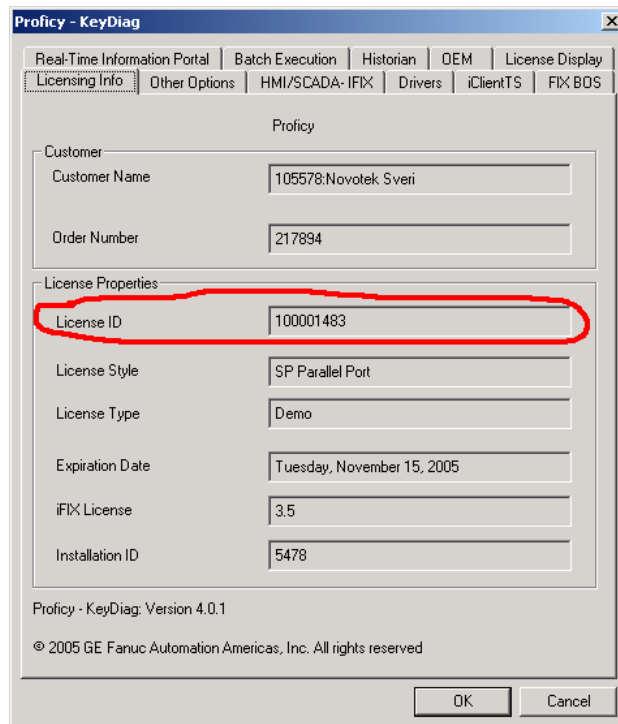 Proficy - KeyDiag
Real-Time Information Portal Batch Execution Historian OEM License Display
Licensing Info Other Options HMI/SCADA- IFIX Drivers iClientTS FIX BOS
Proficy
Customer
Customer Name 105578:Novotek Sveri
Order Number 217894
License Properties
License ID 100001483
License Style SP Parallel Port
License Type Demo
Expiration Date Tuesday, November 15, 2005
iFIX License 3.5
Installation ID 5478
Proficy - KeyDiag: Version 4.0.1
© 2005 GE Fanuc Automation Americas, Inc. All rights reserved
OK Cancel